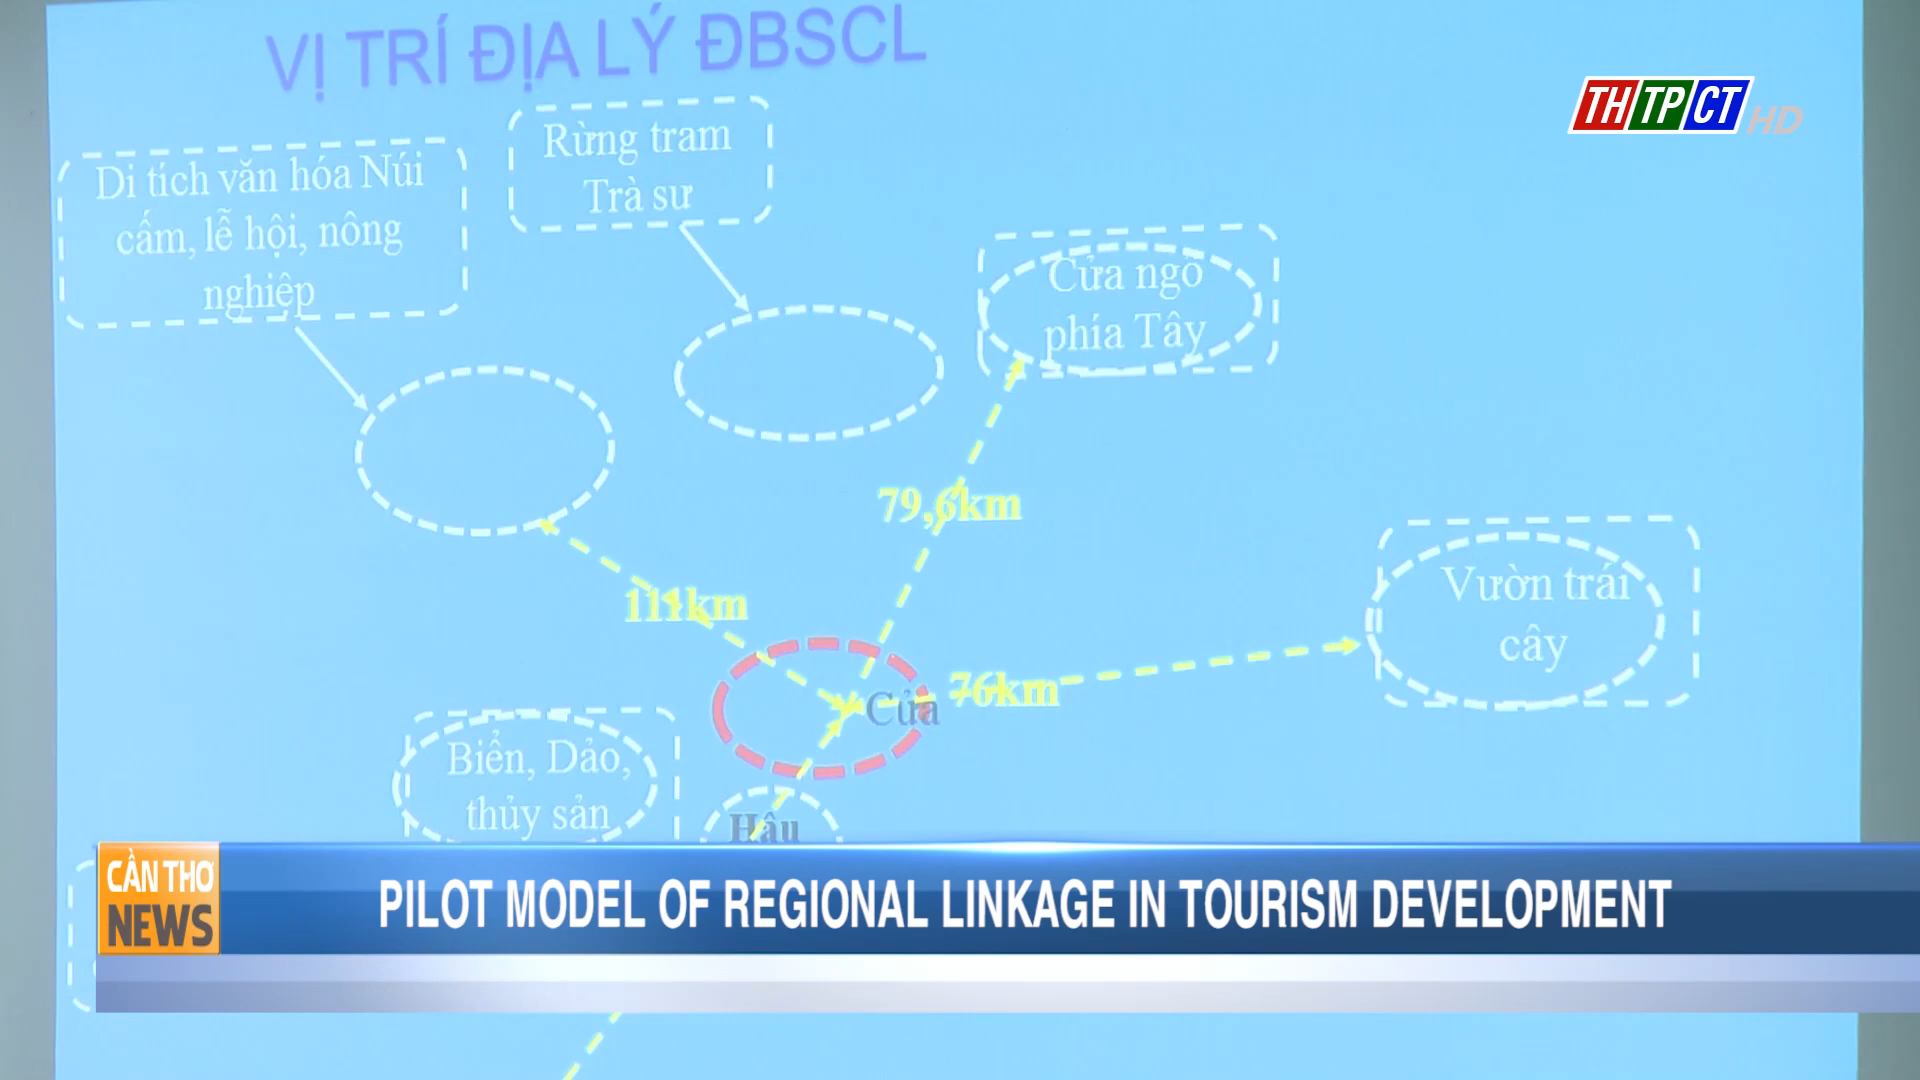 VỊ TRÍ ĐỊA LÝ ĐBSCL
THTPCT HD
Di tích văn hóa Núi
cấm, lễ hội, nông
nghiệp
Rừng tram
Trà sư
Cửa ngõ
phía Tây
79,6km
111km
Vườn trái
cây
76km
Cửa
Biển, Dảo,
thủy sản
Hậu
CẦN THƠ
NEWS
PILOT MODEL OF REGIONAL LINKAGE IN TOURISM DEVELOPMENT